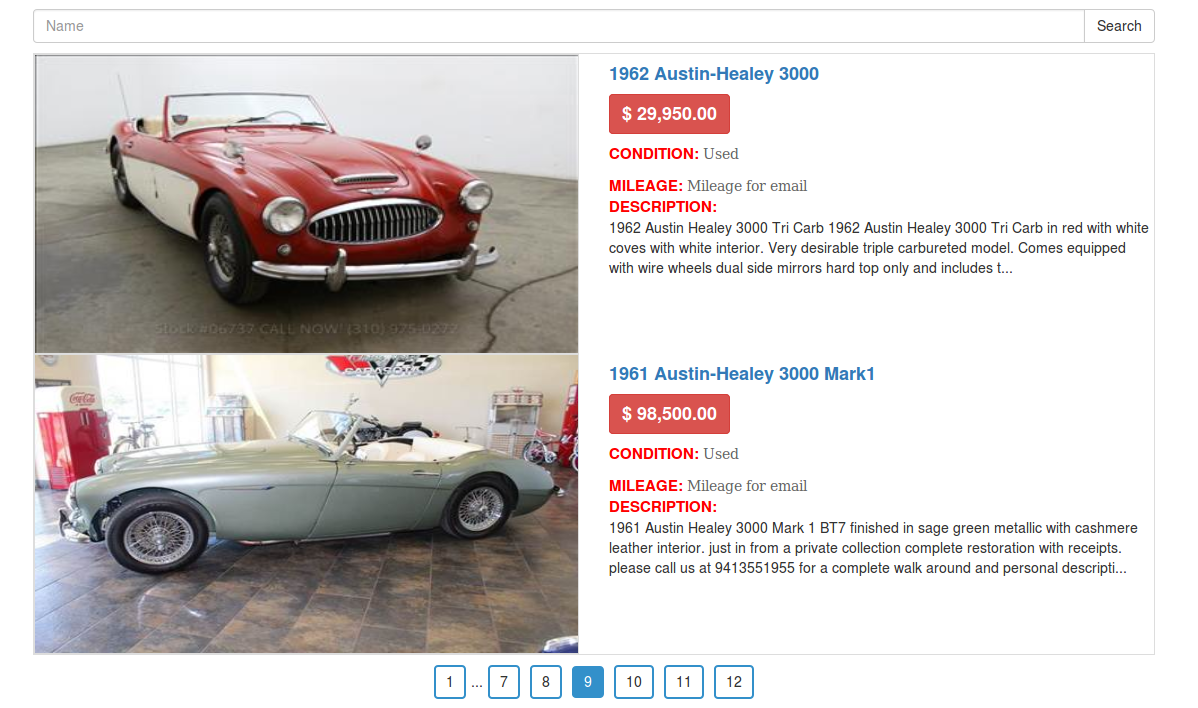 Name
Search
1962 Austin-Healey 3000
$ 29,950.00
CONDITION: Used
MILEAGE: Mileage for email
DESCRIPTION:
1962 Austin Healey 3000 Tri Carb 1962 Austin Healey 3000 Tri Carb in red with white
coves with white interior. Very desirable triple carbureted model. Comes equipped
with wire wheels dual side mirrors hard top only and includes t...
Stock #06737 CALL NOW! (310) 975-0272
1961 Austin-Healey 3000 Mark1
$ 98,500.00
CONDITION: Used
MILEAGE: Mileage for email
DESCRIPTION:
1961 Austin Healey 3000 Mark 1 BT7 finished in sage green metallic with cashmere
leather interior. just in from a private collection complete restoration with receipts.
please call us at 9413551955 for a complete walk around and personal descripti...
Coca-Cola
SARASOTA
1 ... 7 8 9 10 11 12